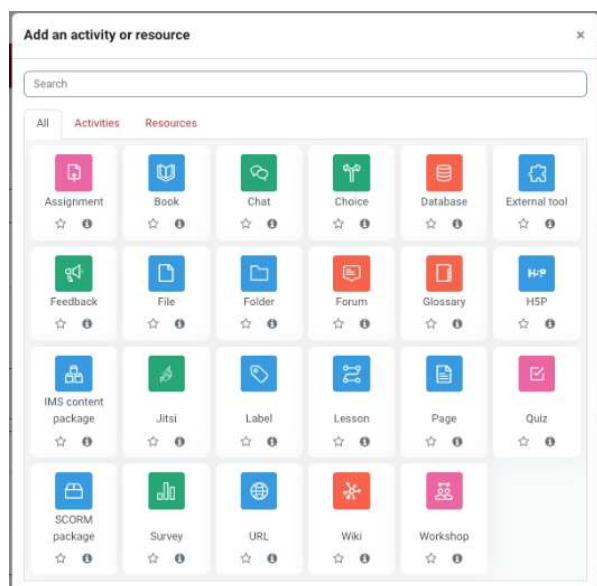 Add an activity or resource
×
Search
All Activities Resources
Assignment Book Chat Choice Database External tool
Feedback File Folder Forum Glossary H5P
H5P
IMS content
package Jitsi Label Lesson Page Quiz
SCORM
package Survey URL Wiki Workshop